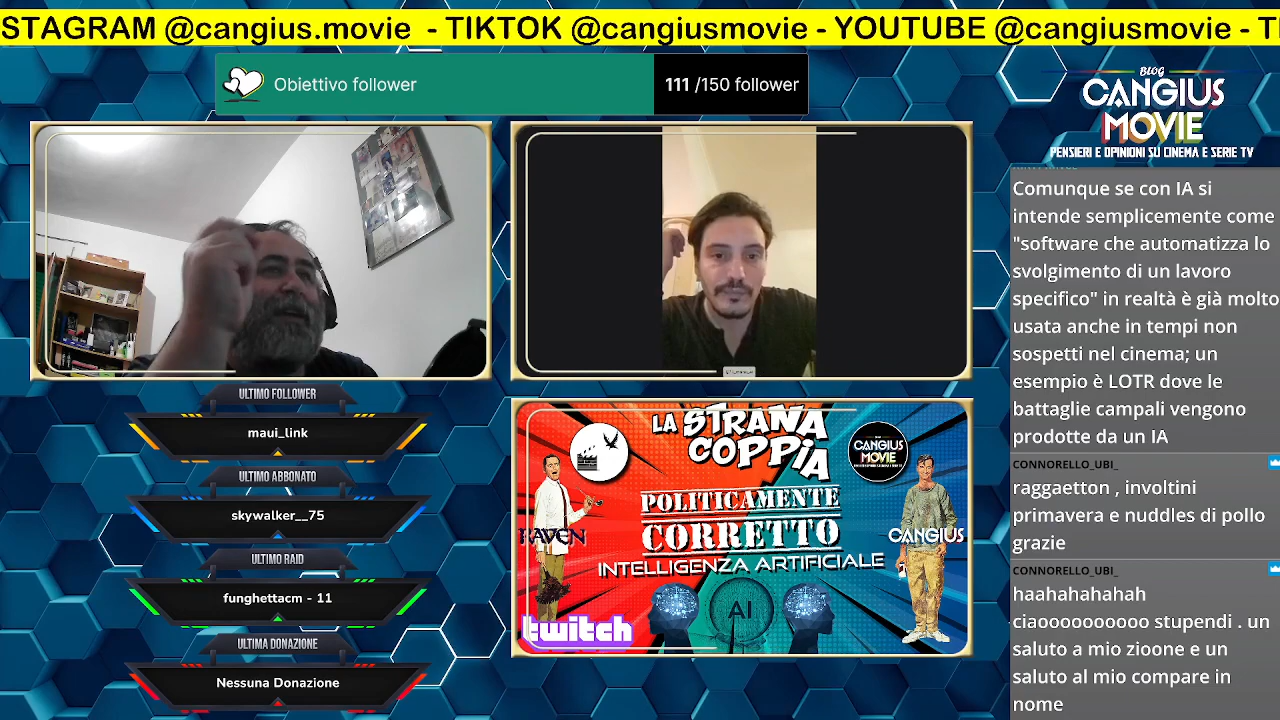 STAGRAM @cangius.movie - TIKTOK @cangiusmovie - YOUTUBE @cangiusmovie - TI
Obiettivo follower
111 /150 follower
BLOG
CANGIUS
MOVIE
PENSIERI E OPINIONI SU CINEMA E SERIE TV
Comunque se con IA si
intende semplicemente come
"software che automatizza lo
svolgimento di un lavoro
specifico" in realtà è già molto
usata anche in tempi non
sospetti nel cinema; un
esempio è LOTR dove le
battaglie campali vengono
prodotte da un IA
CONNORELLO_UBI_
raggaetton , involtini
primavera e nuddles di pollo
grazie
CONNORELLO_UBI_
haahahahahah
ciaoooooooooo stupendi . un
saluto a mio zioone e un
saluto al mio compare in
nome
ULTIMO FOLLOWER
maui_link
ULTIMO ABBONATO
skywalker__75
ULTIMO RAID
funghettacm - 11
ULTIMA DONAZIONE
Nessuna Donazione
LA STRANA
COPPIA
CANGIUS
MOVIE
POLITICAMENTE
CORRETTO
INTELLIGENZA ARTIFICIALE
RAVEN
CANGIUS
AI
twitch